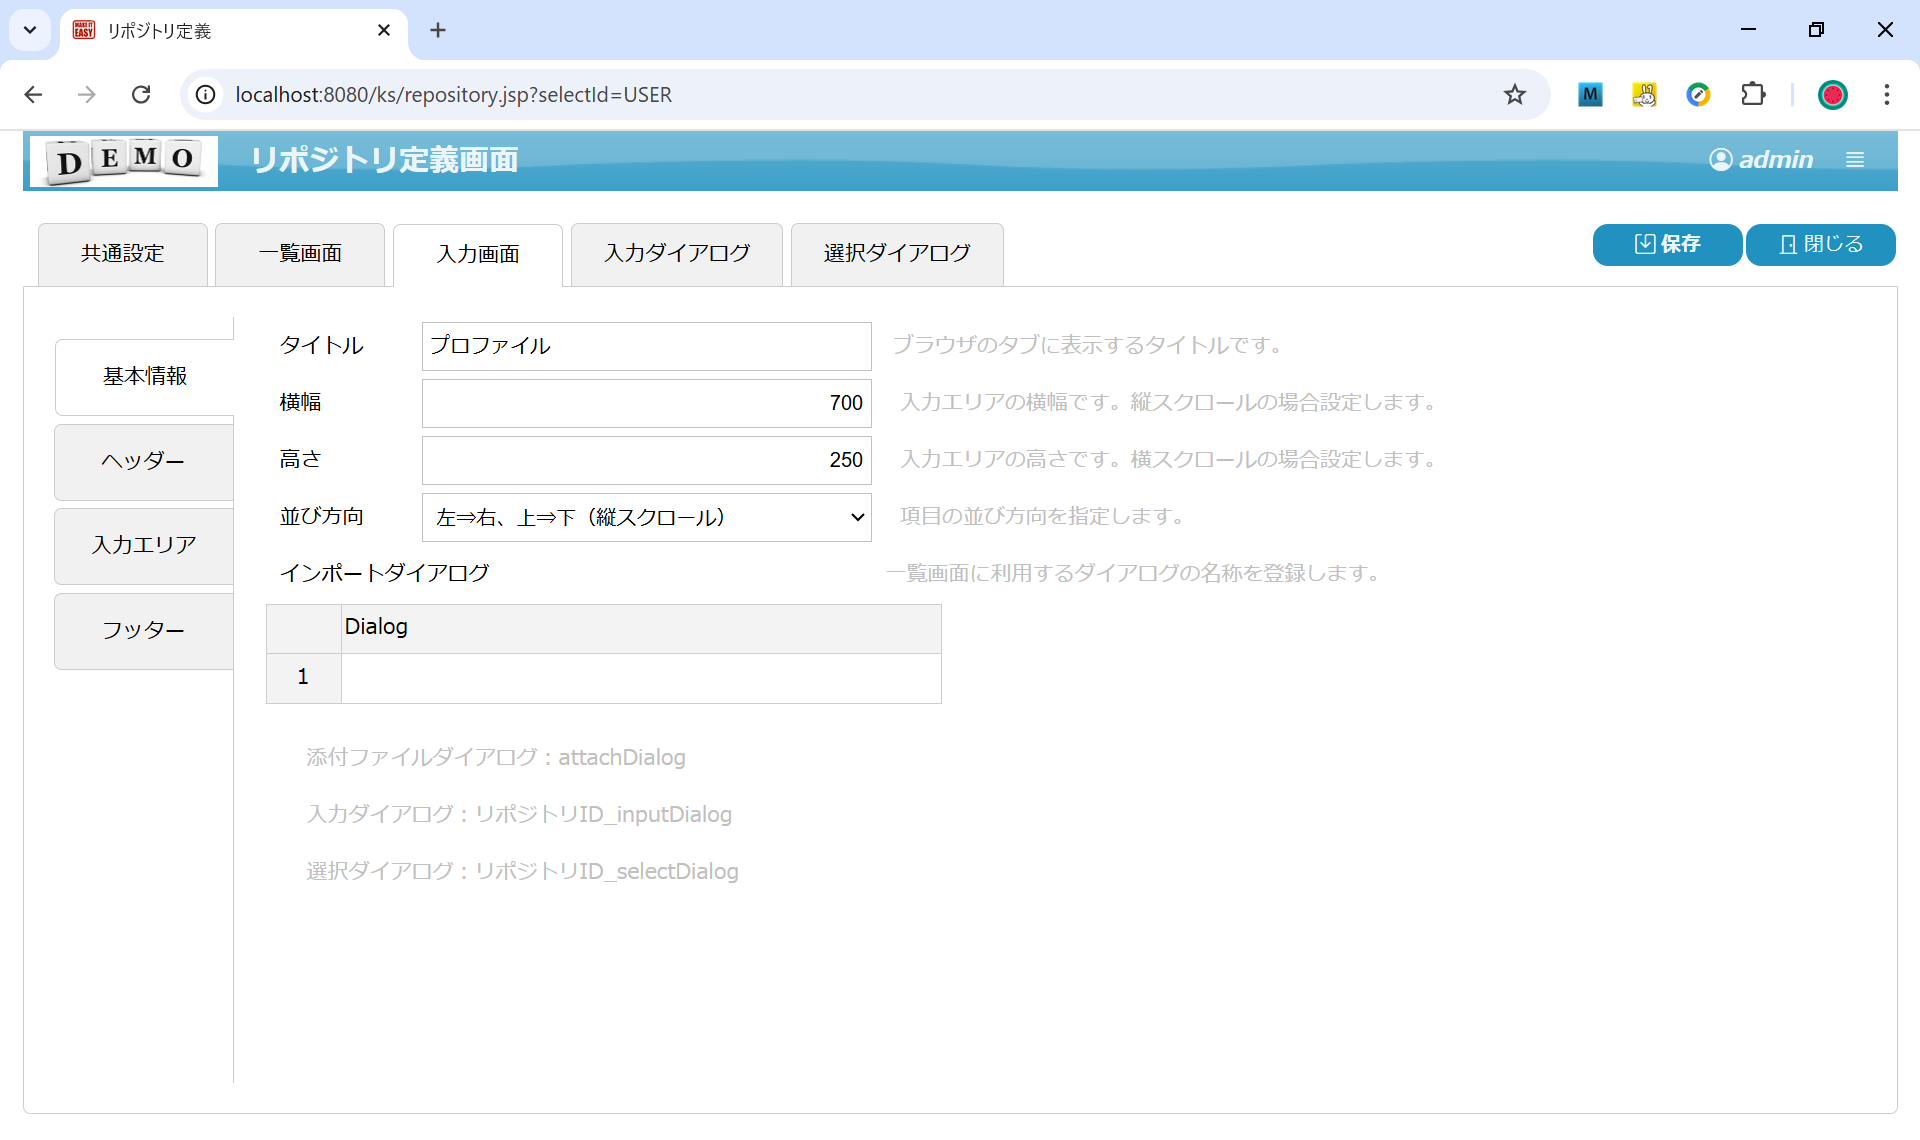 リポジトリ定義
localhost:8080/ks/repository.jsp?selectId=USER
DEMO
リポジトリ定義画面
admin
共通設定
一覧画面
入力画面
入力ダイアログ
選択ダイアログ
保存
閉じる
基本情報
ヘッダー
入力エリア
フッター
タイトル
プロファイル
ブラウザのタブに表示するタイトルです。
横幅
700
入力エリアの横幅です。縦スクロールの場合設定します。
高さ
250
入力エリアの高さです。横スクロールの場合設定します。
並び方向
左⇒右、上⇒下（縦スクロール）
項目の並び方向を指定します。
インポートダイアログ
一覧画面に利用するダイアログの名称を登録します。
Dialog
1
添付ファイルダイアログ：attachDialog
入力ダイアログ：リポジトリID_inputDialog
選択ダイアログ：リポジトリID_selectDialog
MAKE IT
EASY
M